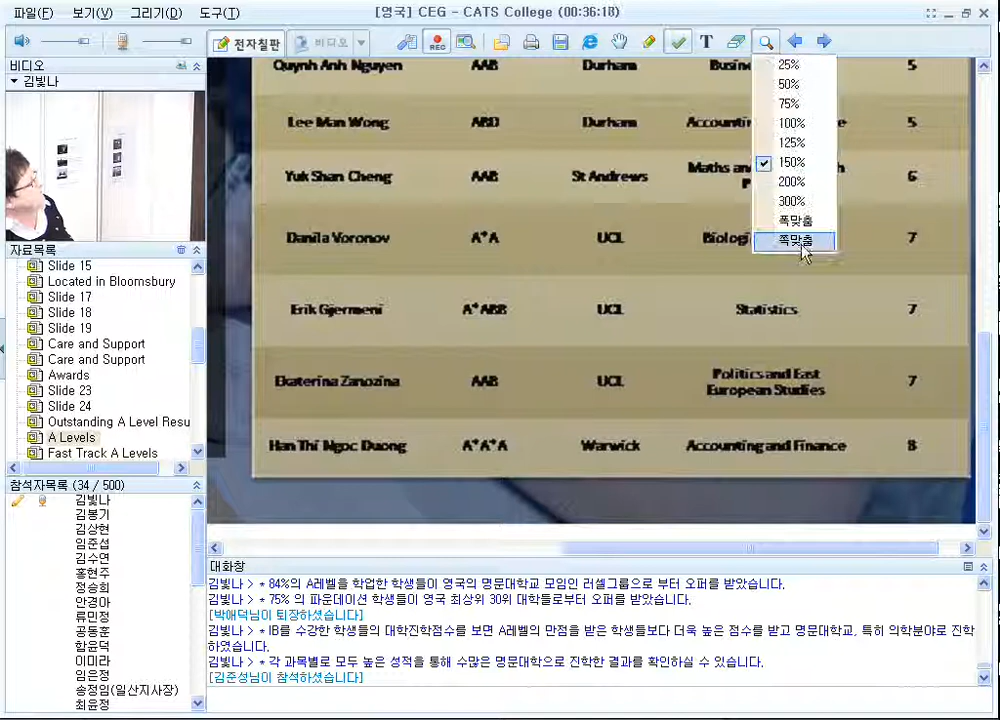 파일(F) 보기(V) 그리기(D) 도구(T) [영국] CEG - CATS College (00:36:18)
전자칠판 비디오 REC T
비디오
김빛나
자료목록
Slide 15
Located in Bloomsbury
Slide 17
Slide 18
Slide 19
Care and Support
Care and Support
Awards
Slide 23
Slide 24
Outstanding A Level Resu
A Levels
Fast Track A Levels
참석자목록 (34 / 500)
김빛나
김봉기
김상현
임준섭
김수연
홍현주
정승희
안경아
류민정
공동훈
함윤덕
이미라
임은정
송정임(일산지사장)
최윤정
Quynh Anh Nguyen AAB Durham Busine 5
Lee Man Wong ABD Durham Accountin e 5
Yuk Shan Cheng AAB St Andrews Maths an h P 6
Danila Voronov A*A UCL Biologi 7
Erik Gjermeni A*ABB UCL Statistics 7
Ekaterina Zanozina AAB UCL Politics and East
European Studies 7
Han Thi Ngoc Duong A*A*A Warwick Accounting and Finance 8
25%
50%
75%
100%
125%
150%
200%
300%
폭맞춤
쪽맞춤
대화창
김빛나 > * 84%의 A레벨을 학업한 학생들이 영국의 명문대학교 모임인 러셀그룹으로 부터 오퍼를 받았습니다.
김빛나 > * 75% 의 파운데이션 학생들이 영국 최상위 30위 대학들로부터 오퍼를 받았습니다.
[박애덕님이 퇴장하셨습니다]
김빛나 > * IB를 수강한 학생들의 대학진학점수를 보면 A레벨의 만점을 받은 학생들보다 더욱 높은 점수를 받고 명문대학교, 특히 의학분야로 진학
하였습니다.
김빛나 > * 각 과목별로 모두 높은 성적을 통해 수많은 명문대학으로 진학한 결과를 확인하실 수 있습니다.
[김준성님이 참석하셨습니다]